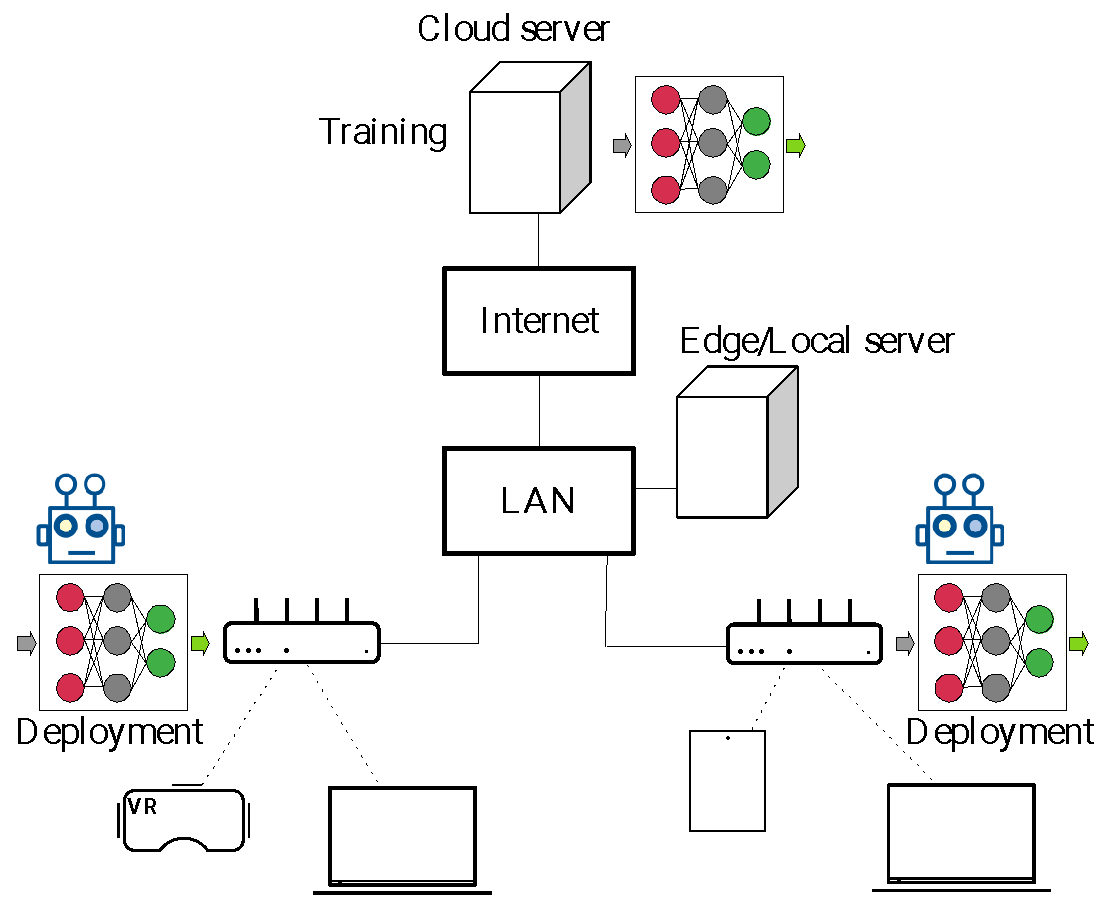 Cloud server
Training
Internet
Edge/Local server
LAN
Deployment
Deployment
VR